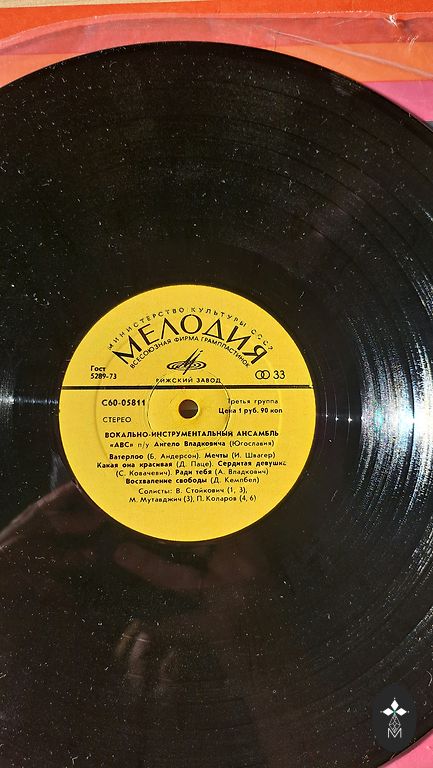 МИНИСТЕРСТВО КУЛЬТУРЫ СССР
МЕЛОДИЯ
ВСЕСОЮЗНАЯ ФИРМА ГРАМПЛАСТИНОК
Гост
5289-73
РИЖСКИЙ ЗАВОД
33
С60-05811
Третья группа
СТЕРЕО
Цена 1 руб. 90 коп
ВОКАЛЬНО-ИНСТРУМЕНТАЛЬНЫЙ АНСАМБЛЬ
«АВС» п/у Ангело Владковича (Югославия)
Ватерлоо (Б. Андерсон). Мечты (И. Швагер)
Какая она красивая (Д. Паце). Сердитая девушка
(С. Ковачевич). Ради тебя (А. Владкович)
Восхваление свободы (Д. Кемпбел)
Солисты: В. Стойкович (1, 3),
М. Мутавджич (3), П. Коларов (4, 6)
М